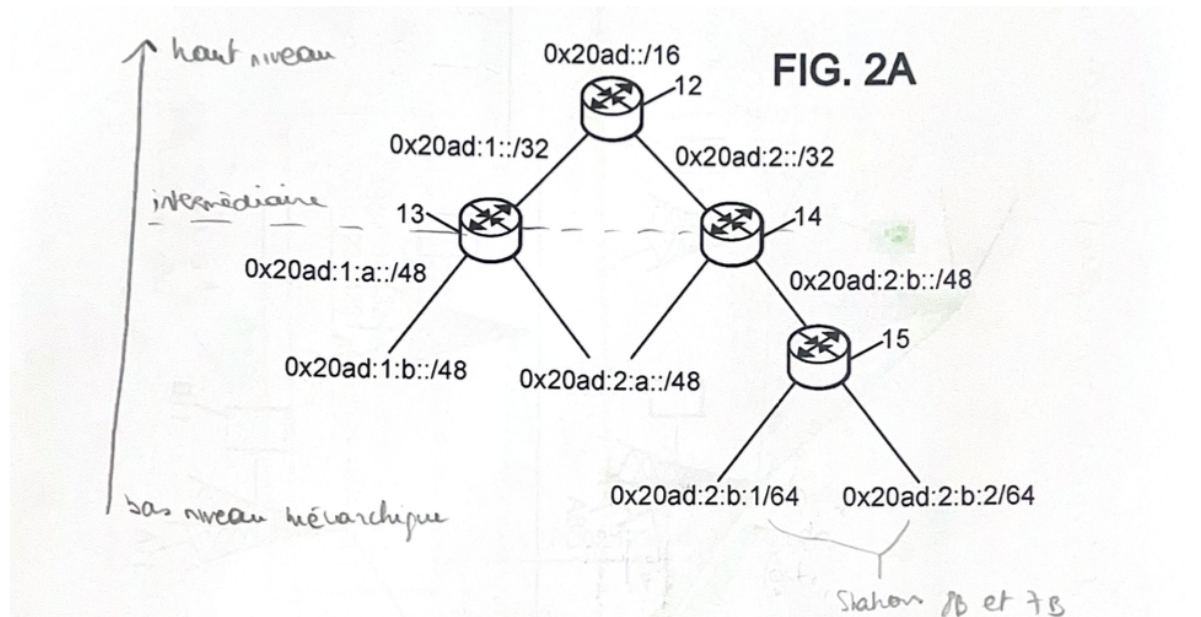 haut niveau
0x20ad::/16
12
FIG. 2A
0x20ad:1::/32
0x20ad:2::/32
intermédiaire
13
14
0x20ad:1:a::/48
0x20ad:2:b::/48
15
0x20ad:1:b::/48
0x20ad:2:a::/48
0x20ad:2:b:1/64
0x20ad:2:b:2/64
bas niveau hiérarchique
Station 8B et 7B